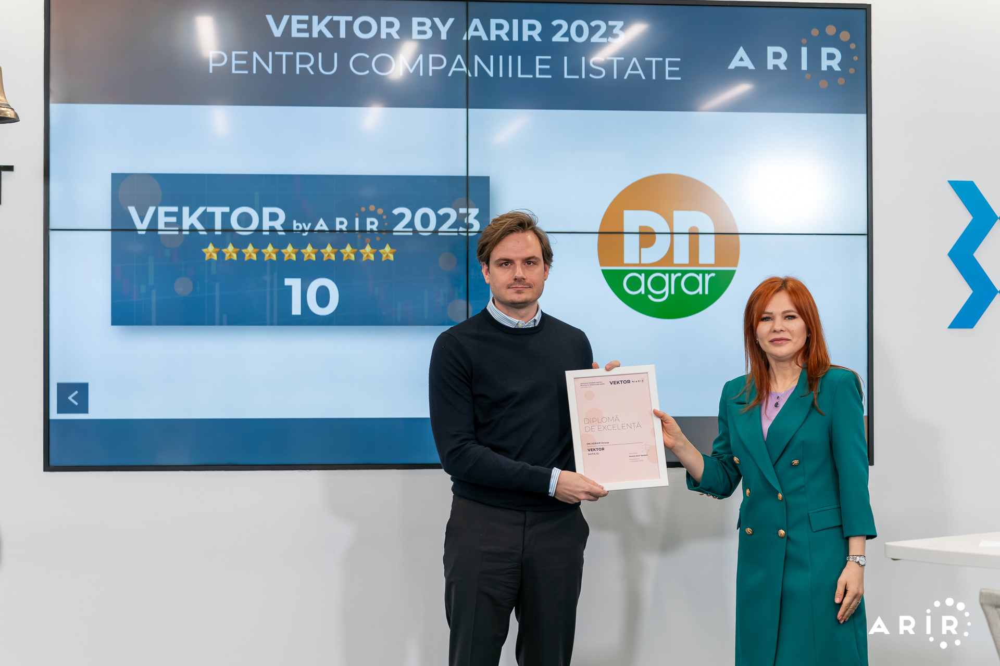 VEKTOR BY ARIR 2023
PENTRU COMPANIILE LISTATE
ARIR
VEKTOR by ARIR 2023
10
DN
agrar
VEKTOR by ARIR
DIPLOMĂ
DE EXCELENȚĂ
DN AGRAR Group
VEKTOR
NOTA 10
ARIR